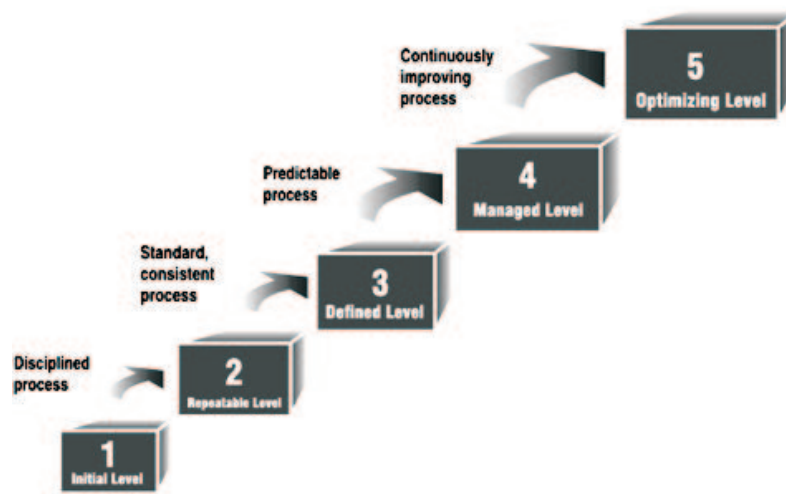 Continuously
improving
process
5
Optimizing Level
Predictable
process
4
Managed Level
Standard,
consistent
process
3
Defined Level
Disciplined
process
2
Repeatable Level
1
Initial Level